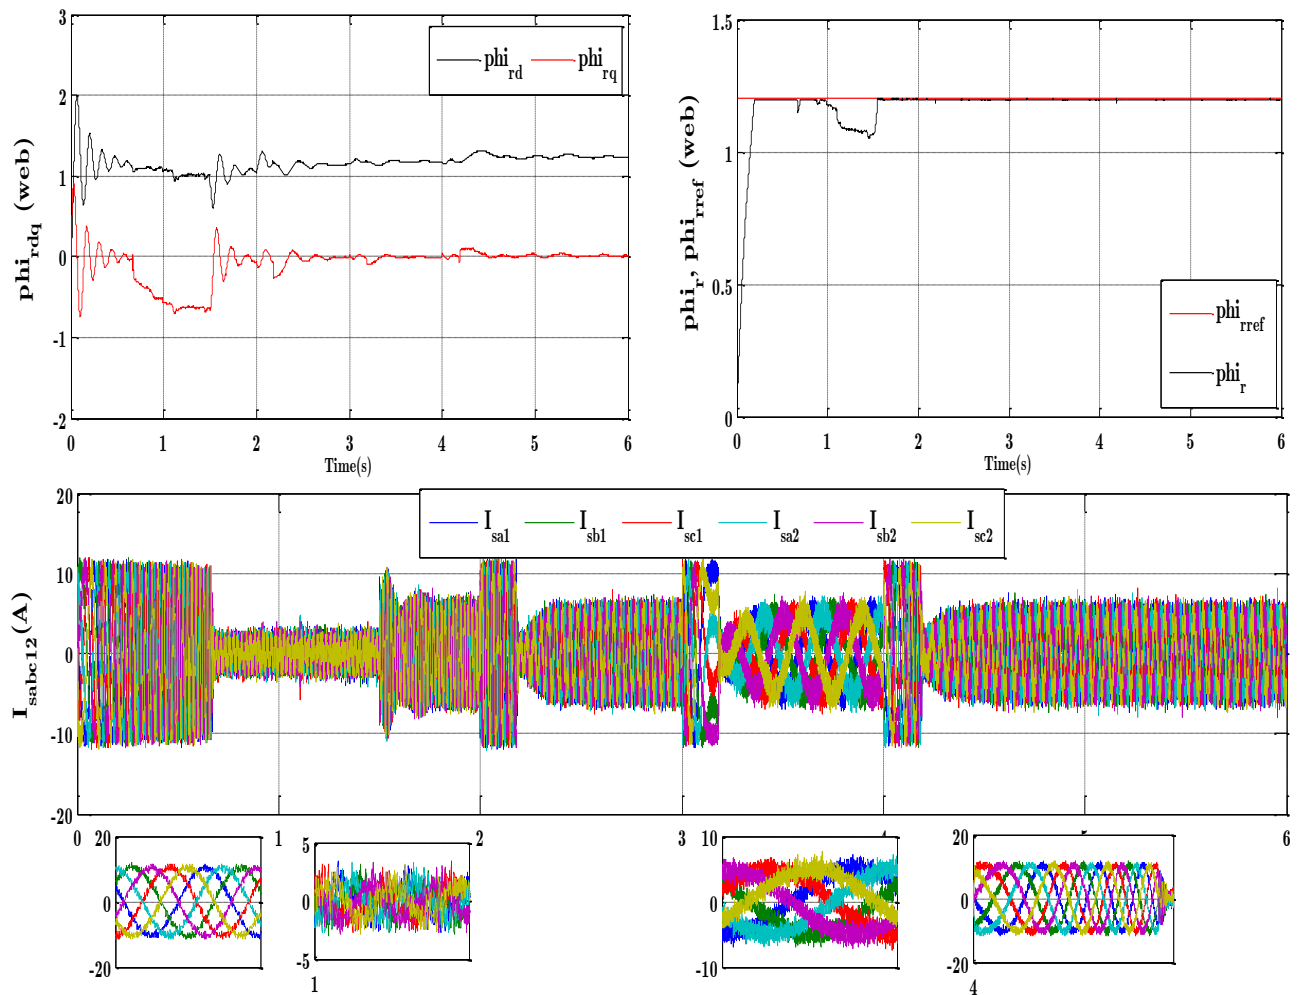 3
2
1
0
-1
-2
phi_rdq (web)
phi_rd phi_rq
0 1 2 3 4 5 6
Time(s)
1.5
1
0.5
0
phi_r, phi_rref (web)
phi_rref
phi_r
0 1 2 3 4 5 6
Time(s)
20
10
0
-10
-20
I_sabc12(A)
I_sa1 I_sb1 I_sc1 I_sa2 I_sb2 I_sc2
0 1 2 3 4 5 6
20
0
-20
5
0
-5
1
10
0
-10
20
0
-20
4